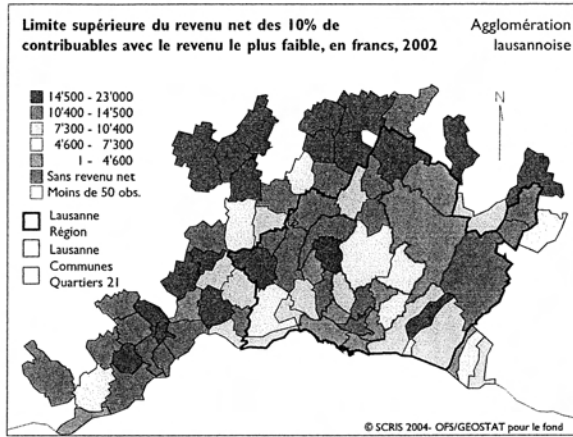 Limite supérieure du revenu net des 10% de
contribuables avec le revenu le plus faible, en francs, 2002
Agglomération
lausannoise
14'500 - 23'000
10'400 - 14'500
7'300 - 10'400
4'600 - 7'300
1 - 4'600
Sans revenu net
Moins de 50 obs.
Lausanne
Région
Lausanne
Communes
Quartiers 21
N
© SCRIS 2004- OFS/GEOSTAT pour le fond